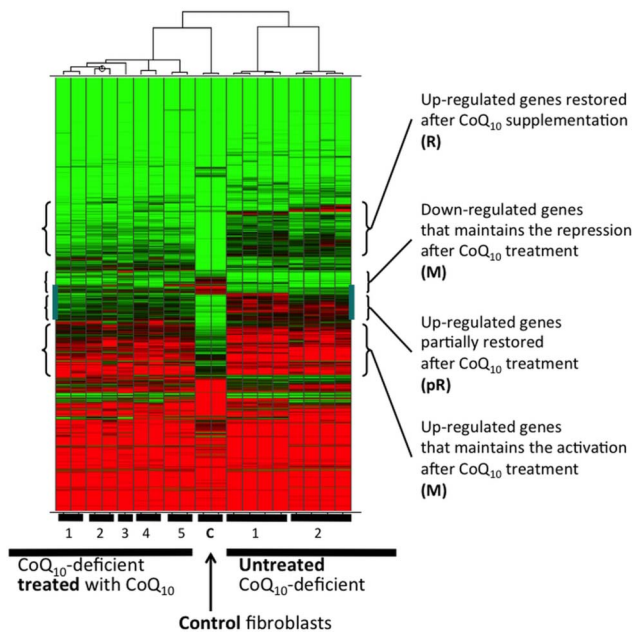 Up-regulated genes restored
after CoQ10 supplementation
(R)
Down-regulated genes
that maintains the repression
after CoQ10 treatment
(M)
Up-regulated genes
partially restored
after CoQ10 treatment
(pR)
Up-regulated genes
that maintains the activation
after CoQ10 treatment
(M)
1 2 3 4 5 C 1 2
CoQ10-deficient
treated with CoQ10
Untreated
CoQ10-deficient
Control fibroblasts